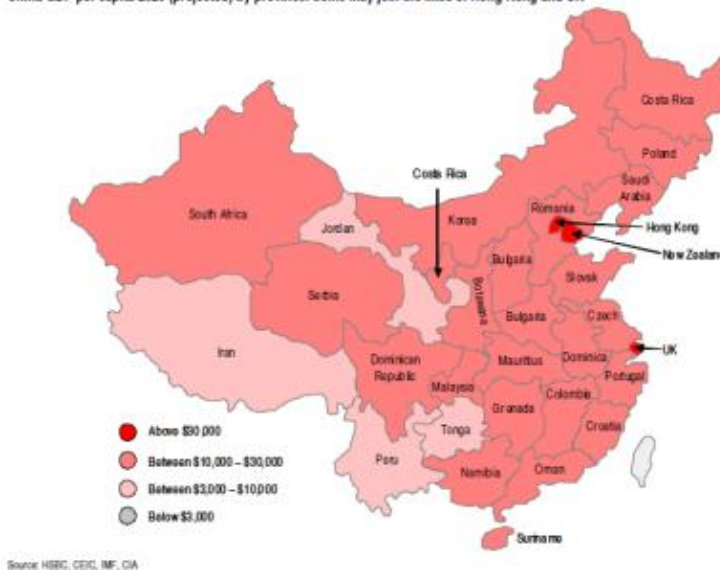 Costa Rica
Poland
Saudi
Arabia
Costa Rica
South Africa
Jordan
Korea
Romania
Hong Kong
New Zealand
Bulgaria
Slovak
Serbia
Botswana
Bulgaria
Czech
Iran
UK
Dominican
Republic
Mauritius
Dominica
Portugal
Malaysia
Granada
Colombia
Croatia
Tonga
Peru
Namibia
Oman
Suriname
Above $30,000
Between $10,000 – $30,000
Between $3,000 – $10,000
Below $3,000
Source: HSBC, CEIC, IMF, CIA